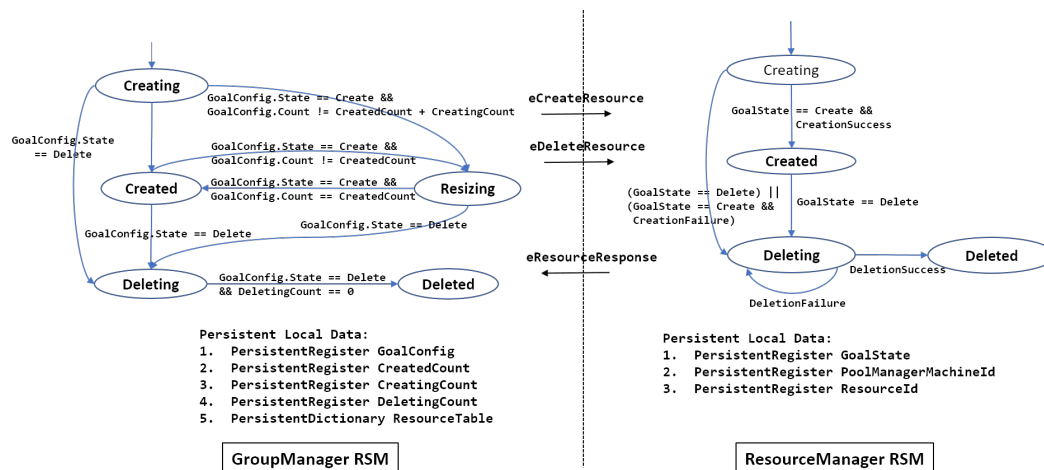 Creating
GoalConfig.State == Create &&
GoalConfig.Count != CreatedCount + CreatingCount
GoalConfig.State
== Delete
GoalConfig.State == Create &&
GoalConfig.Count != CreatedCount
Created
GoalConfig.State == Create &&
GoalConfig.Count == CreatedCount
Resizing
GoalConfig.State == Delete
GoalConfig.State == Delete
Deleting
GoalConfig.State == Delete
&& DeletingCount == 0
Deleted
Persistent Local Data:
1. PersistentRegister GoalConfig
2. PersistentRegister CreatedCount
3. PersistentRegister CreatingCount
4. PersistentRegister DeletingCount
5. PersistentDictionary ResourceTable
GroupManager RSM
eCreateResource
eDeleteResource
eResourceResponse
Creating
GoalState == Create &&
CreationSuccess
Created
(GoalState == Delete) ||
(GoalState == Create &&
CreationFailure)
GoalState == Delete
Deleting
DeletionSuccess
Deleted
DeletionFailure
Persistent Local Data:
1. PersistentRegister GoalState
2. PersistentRegister PoolManagerMachineId
3. PersistentRegister ResourceId
ResourceManager RSM